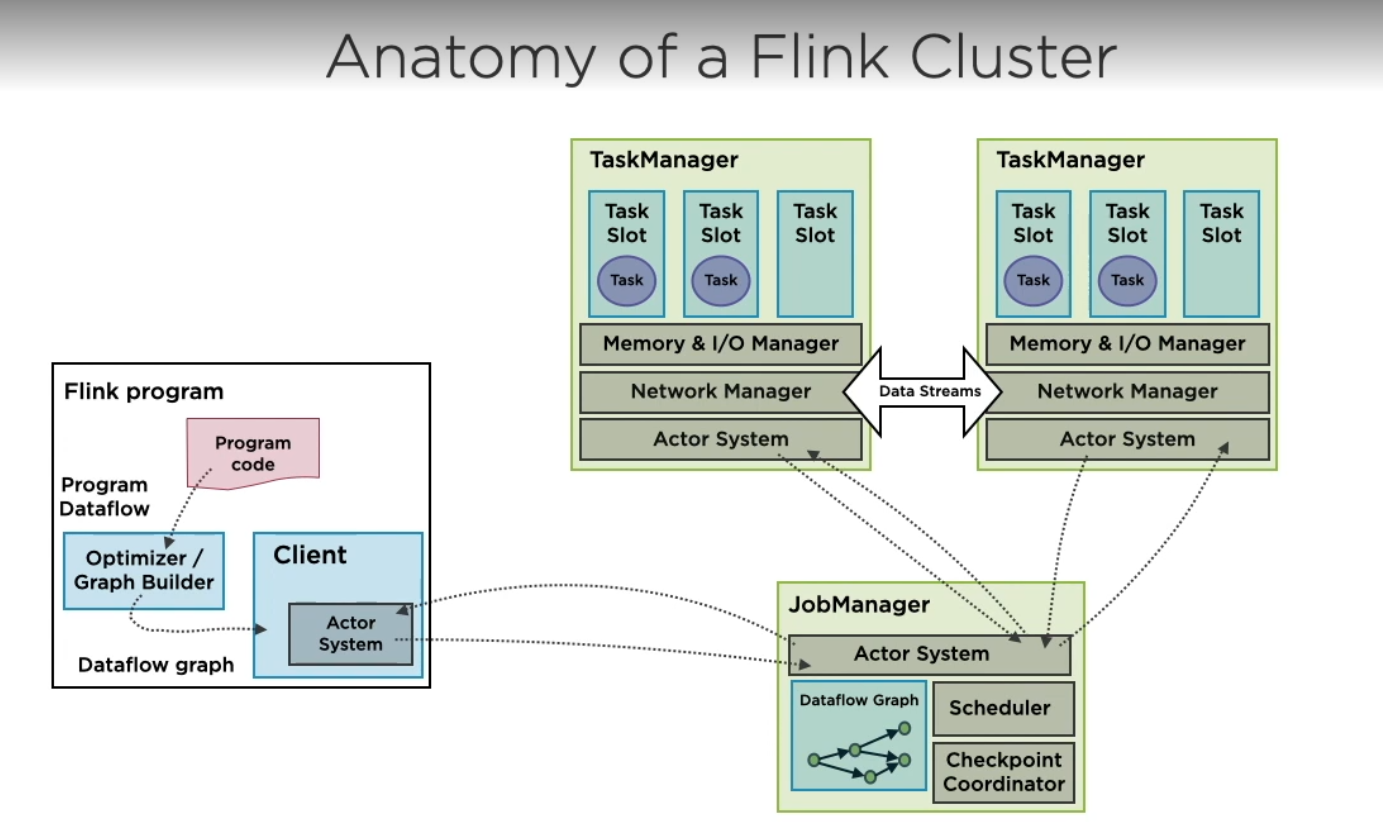 Anatomy of a Flink Cluster
TaskManager
Task
Slot
Task
Task
Slot
Task
Task
Slot
Memory & I/O Manager
Network Manager
Actor System
Data Streams
TaskManager
Task
Slot
Task
Task
Slot
Task
Task
Slot
Memory & I/O Manager
Network Manager
Actor System
Flink program
Program
code
Program
Dataflow
Optimizer /
Graph Builder
Dataflow graph
Client
Actor
System
JobManager
Actor System
Dataflow Graph
Scheduler
Checkpoint
Coordinator